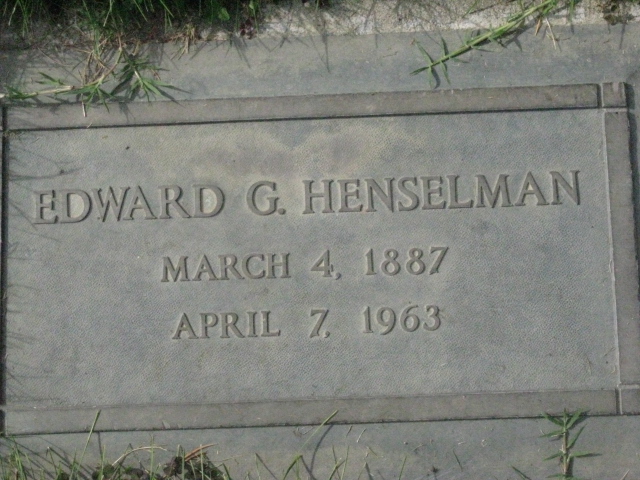 EDWARD G. HENSELMAN
MARCH 4, 1887
APRIL 7, 1963